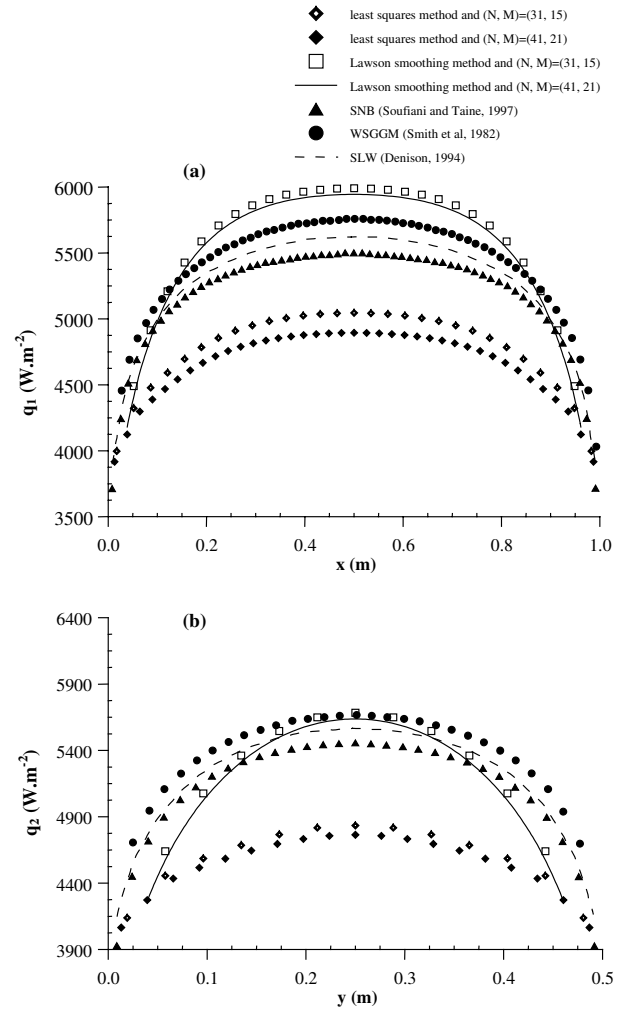 least squares method and (N, M)=(31, 15)
least squares method and (N, M)=(41, 21)
Lawson smoothing method and (N, M)=(31, 15)
Lawson smoothing method and (N, M)=(41, 21)
SNB (Soufiani and Taine, 1997)
WSGGM (Smith et al, 1982)
SLW (Denison, 1994)
(a)
6000
5500
5000
4500
4000
3500
q1 (W.m-2)
0.0 0.2 0.4 0.6 0.8 1.0
x (m)
(b)
6400
5900
5400
4900
4400
3900
q2 (W.m-2)
0.0 0.1 0.2 0.3 0.4 0.5
y (m)